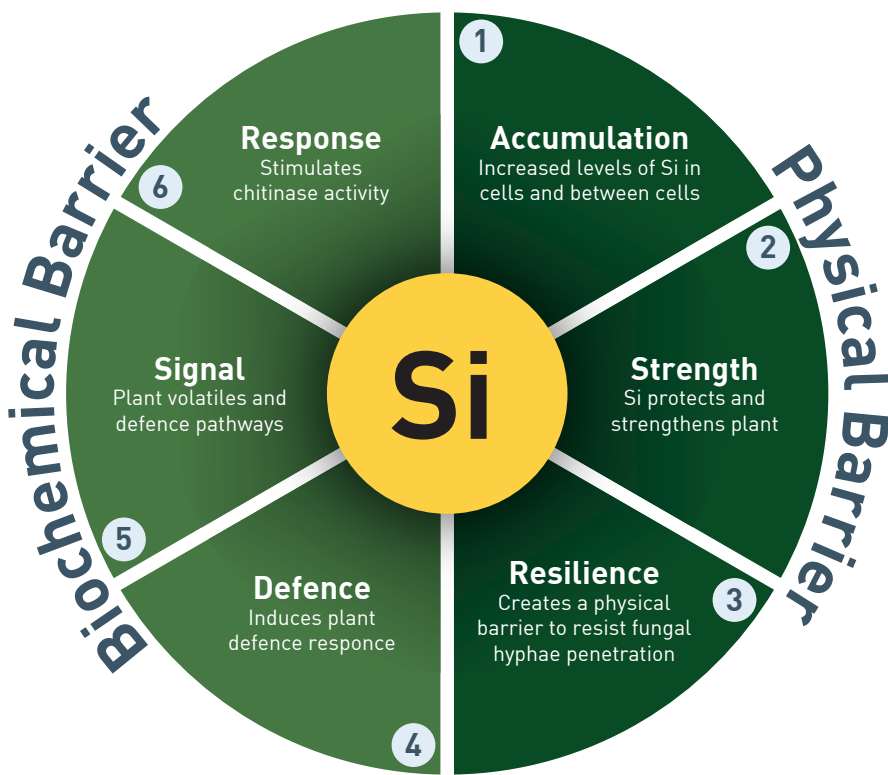 1
Accumulation
Increased levels of Si in
cells and between cells
2
Strength
Si protects and
strengthens plant
3
Resilience
Creates a physical
barrier to resist fungal
hyphae penetration
4
Defence
Induces plant
defence responce
5
Signal
Plant volatiles and
defence pathways
6
Response
Stimulates
chitinase activity
Si
Physical Barrier
Biochemical Barrier